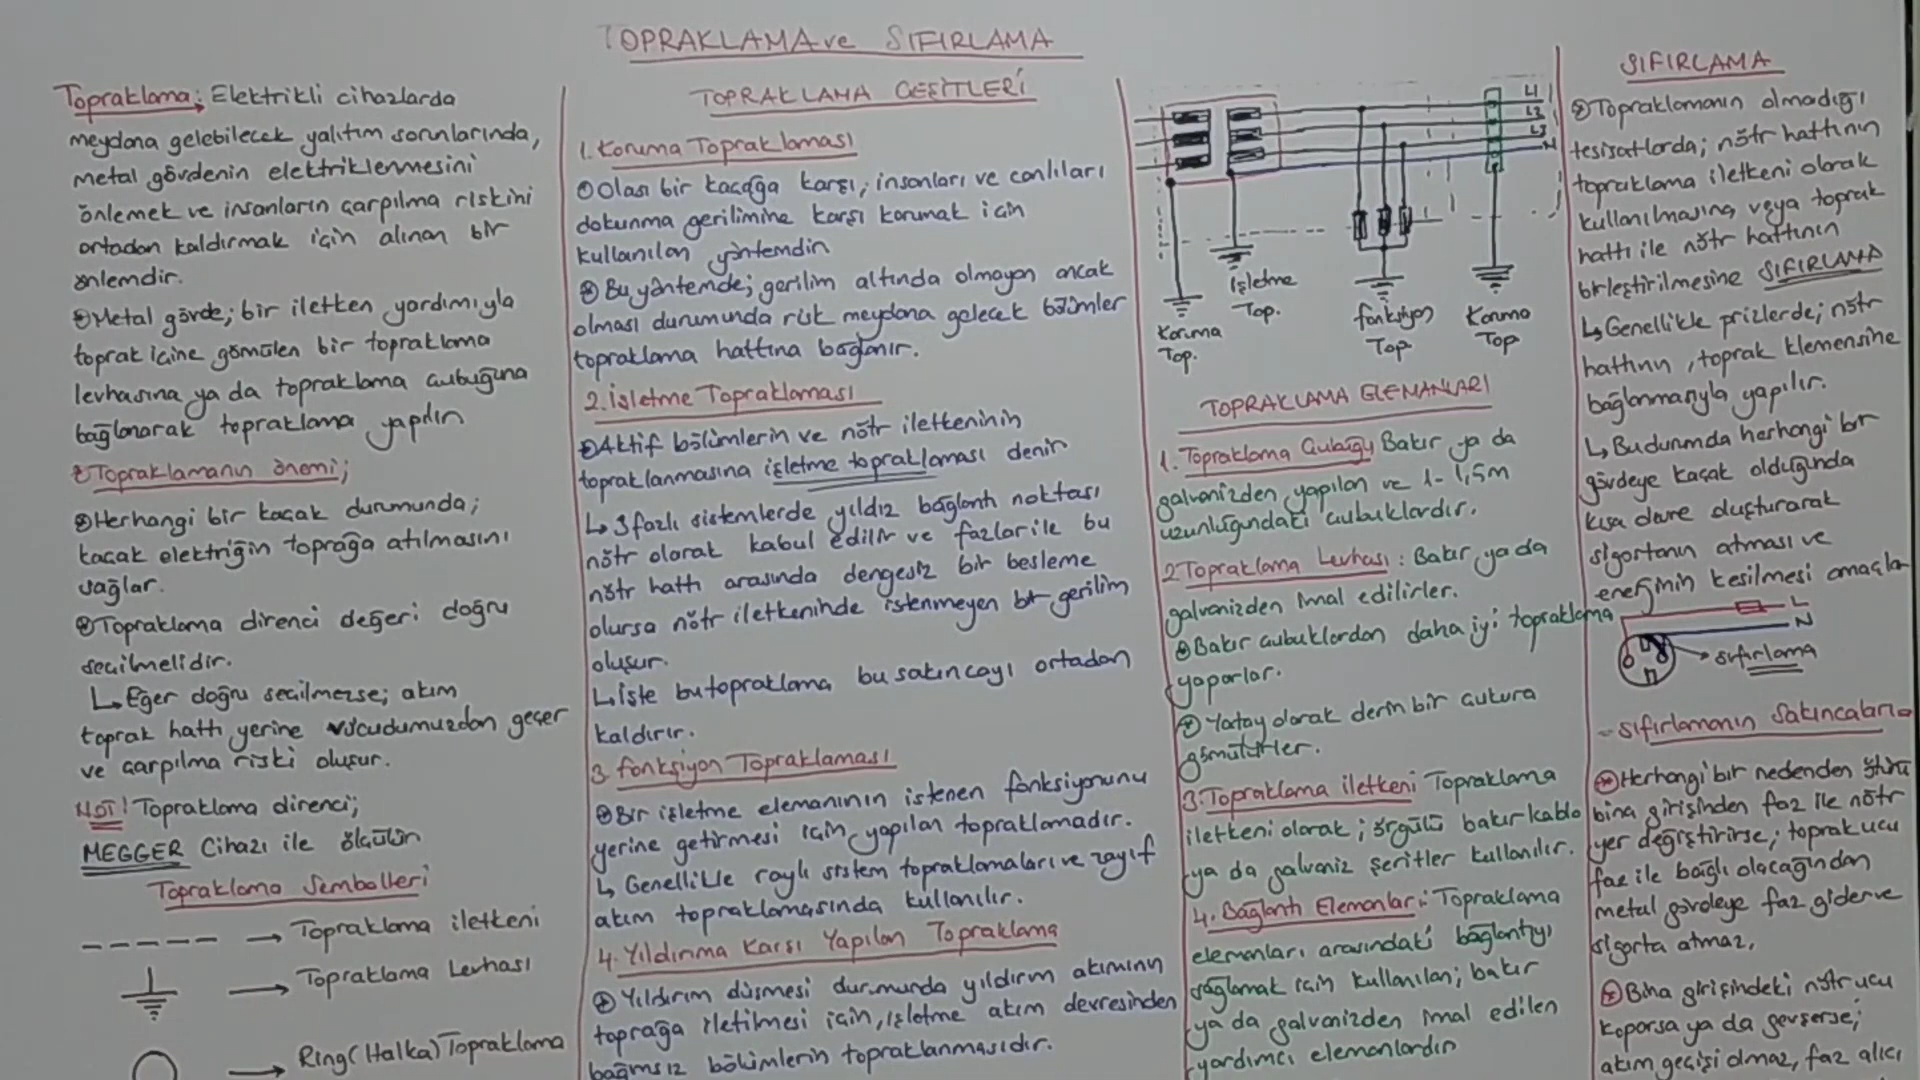 TOPRAKLAMA ve SIFIRLAMA
Topraklama: Elektrikli cihazlarda
meydana gelebilecek yalıtım sorunlarında,
metal gövdenin elektriklenmesini
önlemek ve insanların çarpılma riskini
ortadan kaldırmak için alınan bir
önlemdir.
Metal gövde; bir iletken yardımıyla
toprak içine gömülen bir topraklama
levhasına ya da topraklama çubuğuna
bağlanarak topraklama yapılır
Topraklamanın önemi;
Herhangi bir kaçak durumunda;
kaçak elektriğin toprağa atılmasını
sağlar.
Topraklama direnci değeri doğru
seçilmelidir.
↳ Eğer doğru seçilmezse; akım
toprak hattı yerine vücudumuzdan geçer
ve çarpılma riski oluşur.
NOT! Topraklama direnci;
MEGGER Cihazı ile ölçülür
Topraklama Sembolleri
→ Topraklama iletkeni
→ Topraklama Levhası
→ Ring (Halka) Topraklama
TOPRAKLAMA ÇEŞİTLERİ
1. Koruma Topraklaması
Olası bir kaçağa karşı, insanları ve canlıları
dokunma gerilimine karşı korumak için
kullanılan yöntemdir
Bu yöntemde; gerilim altında olmayan ancak
olması durumunda risk meydana gelecek bölümler
topraklama hattına bağlanır.
2. İşletme Topraklaması
Aktif bölümlerin ve nötr iletkeninin
topraklanmasına işletme topraklaması denir
↳ 3 fazlı sistemlerde yıldız bağlantı noktası
nötr olarak kabul edilir ve fazlar ile bu
nötr hattı arasında dengesiz bir besleme
olursa nötr iletkeninde istenmeyen bir gerilim
oluşur.
↳ işte bu topraklama bu sakıncayı ortadan
kaldırır.
3. fonksiyon Topraklaması
Bir işletme elemanının istenen fonksiyonunu
yerine getirmesi için yapılan topraklamadır.
↳ Genellikle raylı sistem topraklamaları ve zayıf
akım topraklamasında kullanılır.
4. Yıldırıma Karşı Yapılan Topraklama
Yıldırım düşmesi durumunda yıldırım akımının
toprağa iletilmesi için, işletme akım devresinden
bağımsız bölümlerin topraklanmasıdır.
L1
L2
L3
N
Koruma
Top.
işletme
Top.
fonksiyon
Top
Koruma
Top
TOPRAKLAMA ELEMANLARI
1. Topraklama Çubuğu Bakır ya da
galvanizden yapılan ve 1-1,5m
uzunluğundaki çubuklardır.
2 Topraklama Levhası: Bakır ya da
galvanizden imal edilirler.
Bakır çubuklardan daha iyi topraklama
yaparlar.
Yatay olarak derin bir çukura
gömülürler.
3. Topraklama iletkeni Topraklama
iletkeni olarak; örgülü bakır kablo
ya da galvaniz şeritler kullanılır.
4. Bağlantı Elemanları: Topraklama
elemanları arasındaki bağlantıyı
sağlamak için kullanılan; bakır
ya da galvanizden imal edilen
yardımcı elemanlardır
SIFIRLAMA
Topraklamanın olmadığı
tesisatlarda; nötr hattının
topraklama iletkeni olarak
kullanılmasına veya toprak
hattı ile nötr hattının
birleştirilmesine SIFIRLAMA
↳ Genellikle prizlerde; nötr
hattının, toprak klemensine
bağlanmasıyla yapılır.
↳ Bu durumda herhangi bir
gövdeye kaçak olduğunda
kısa devre oluşturarak
sigortanın atması ve
enerjinin kesilmesi amaçlanır
L
N
sıfırlama
- Sıfırlamanın Sakıncaları -
Herhangi bir nedenden ötürü
bina girişinden faz ile nötr
yer değiştirirse; toprak ucu
faz ile bağlı olacağından
metal gövdeye faz gider ve
sigorta atmaz.
Bina girişindeki nötr ucu
koparsa ya da gevşerse;
akım geçişi olmaz, faz alıcı